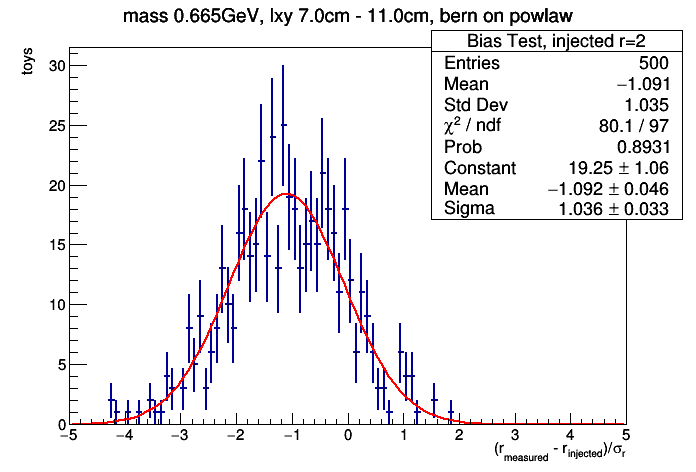 mass 0.665GeV, lxy 7.0cm - 11.0cm, bern on powlaw
Bias Test, injected r=2
Entries 500
Mean −1.091
Std Dev 1.035
χ² / ndf 80.1 / 97
Prob 0.8931
Constant 19.25 ± 1.06
Mean −1.092 ± 0.046
Sigma 1.036 ± 0.033
toys
30
25
20
15
10
5
0
−5 −4 −3 −2 −1 0 1 2 3 4 5
(r_measured - r_injected)/σ_r